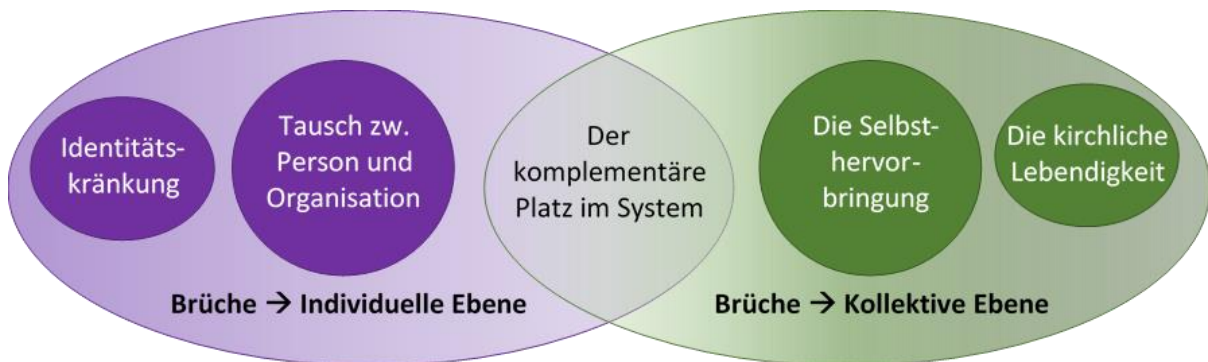 Identitäts-
kränkung
Tausch zw.
Person und
Organisation
Der
komplementäre
Platz im System
Die Selbst-
hervor-
bringung
Die kirchliche
Lebendigkeit
Brüche → Individuelle Ebene
Brüche → Kollektive Ebene